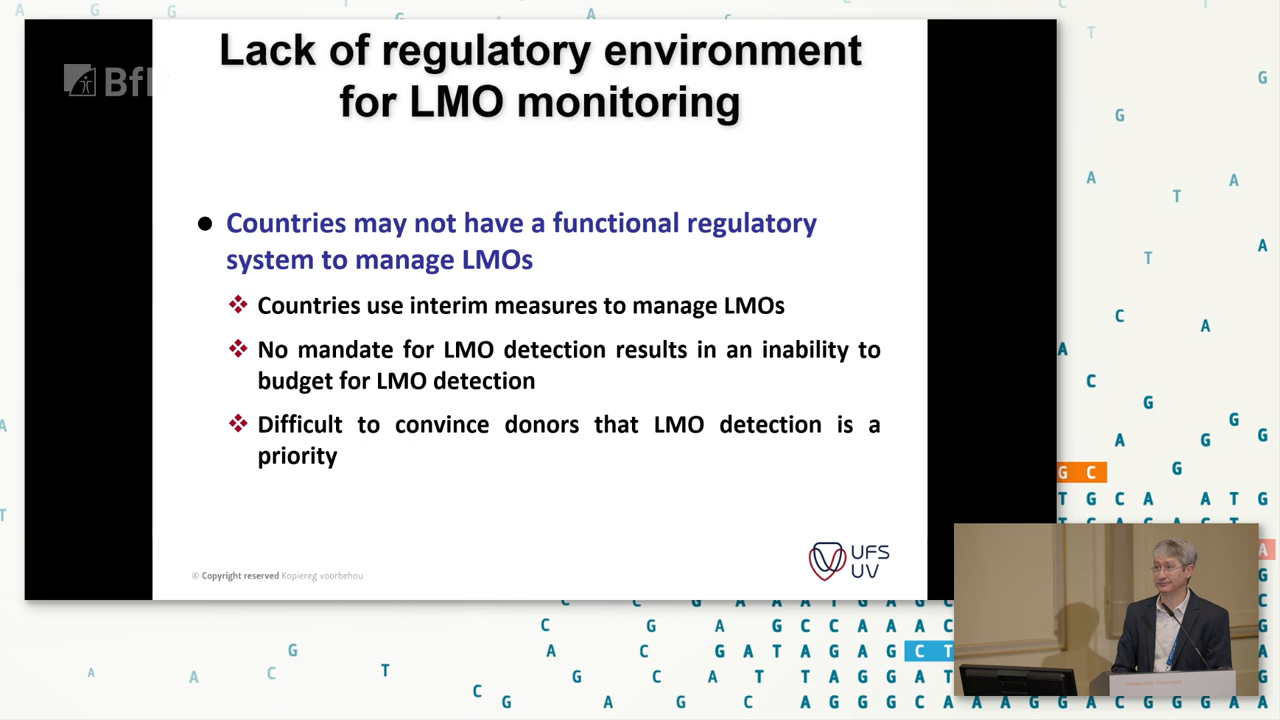 Lack of regulatory environment
for LMO monitoring
BfR
● Countries may not have a functional regulatory
system to manage LMOs
❖ Countries use interim measures to manage LMOs
❖ No mandate for LMO detection results in an inability to
budget for LMO detection
❖ Difficult to convince donors that LMO detection is a
priority
© Copyright reserved Kopiereg voorbehou
UFS
UV